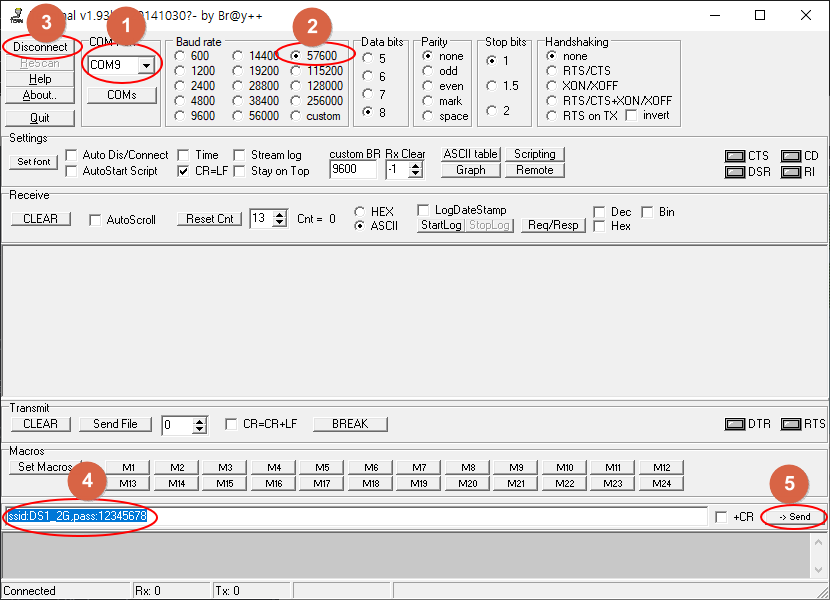 nal v1.93 0141030?- by Br@y++
3
1
2
4
5
Disconnect
ReScan
Help
About..
Quit
COM Port
COM9
COMs
Baud rate
600 14400 57600
1200 19200 115200
2400 28800 128000
4800 38400 256000
9600 56000 custom
Data bits
5
6
7
8
Parity
none
odd
even
mark
space
Stop bits
1
1.5
2
Handshaking
none
RTS/CTS
XON/XOFF
RTS/CTS+XON/XOFF
RTS on TX invert
Settings
Set font
Auto Dis/Connect Time Stream log
AutoStart Script CR=LF Stay on Top
custom BR Rx Clear
9600 -1
ASCII table Scripting
Graph Remote
CTS CD
DSR RI
Receive
CLEAR AutoScroll Reset Cnt 13 Cnt = 0
HEX
ASCII
LogDateStamp
StartLog StopLog Req/Resp
Dec Bin
Hex
Transmit
CLEAR Send File 0 CR=CR+LF BREAK DTR RTS
Macros
Set Macros
M1 M2 M3 M4 M5 M6 M7 M8 M9 M10 M11 M12
M13 M14 M15 M16 M17 M18 M19 M20 M21 M22 M23 M24
ssid:DS1_2G,pass:12345678 +CR -> Send
Connected Rx: 0 Tx: 0